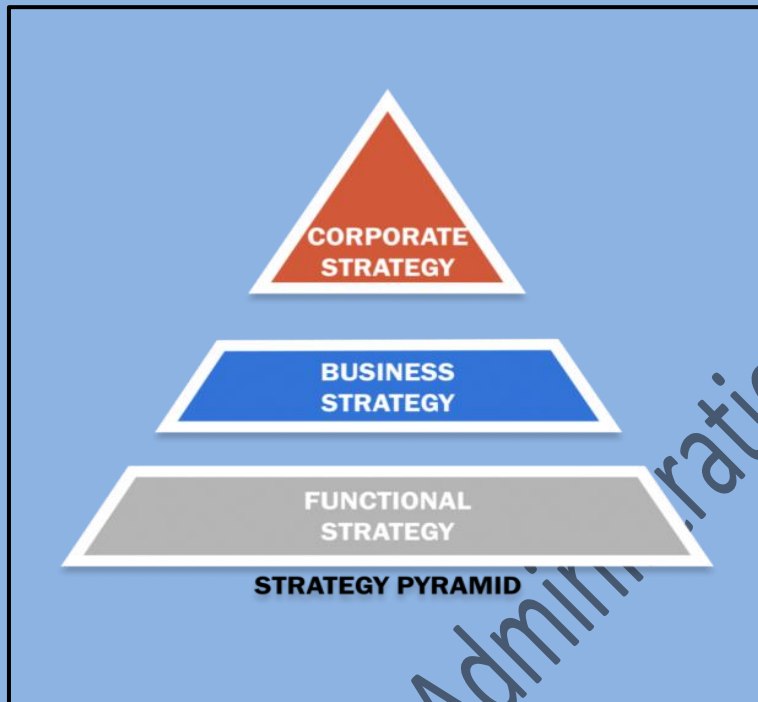 CORPORATE
STRATEGY
BUSINESS
STRATEGY
FUNCTIONAL
STRATEGY
STRATEGY PYRAMID